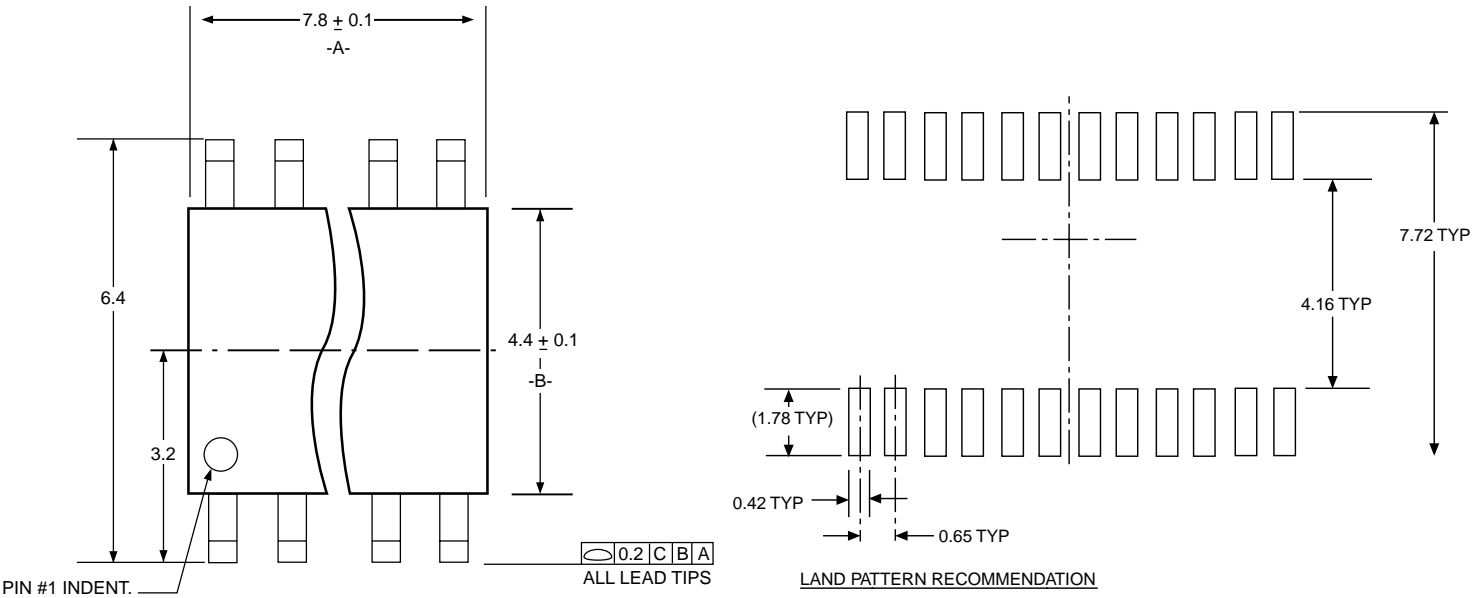 7.8 ± 0.1
-A-
6.4
3.2
4.4 ± 0.1
-B-
PIN #1 INDENT.
0.2 C B A
ALL LEAD TIPS
7.72 TYP
4.16 TYP
(1.78 TYP)
0.42 TYP
0.65 TYP
LAND PATTERN RECOMMENDATION